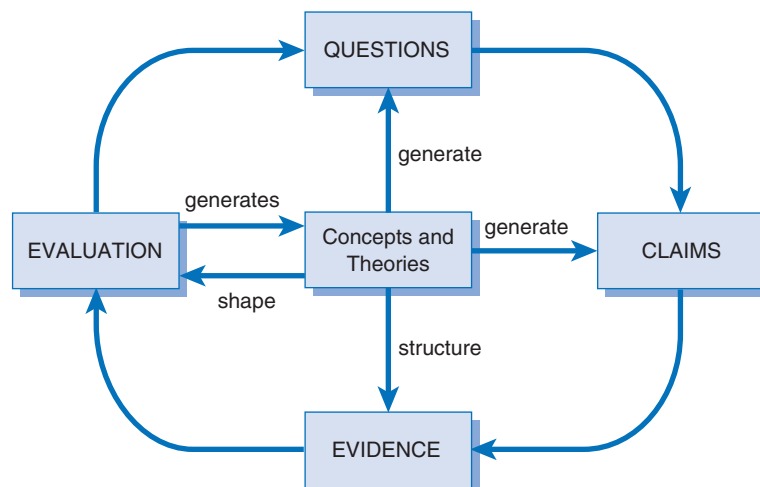 QUESTIONS
generate
generates
EVALUATION
Concepts and
Theories
generate
CLAIMS
shape
structure
EVIDENCE